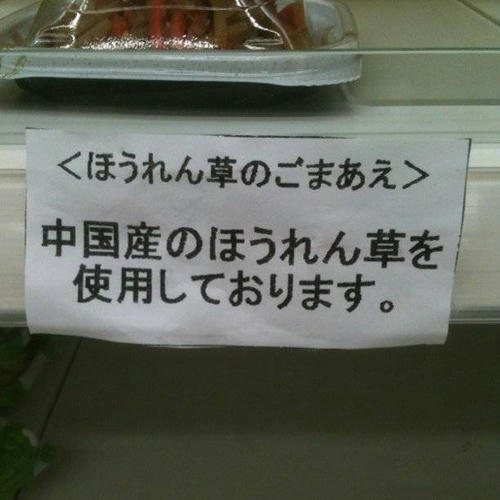 ＜ほうれん草のごまあえ＞
中国産のほうれん草を
使用しております。